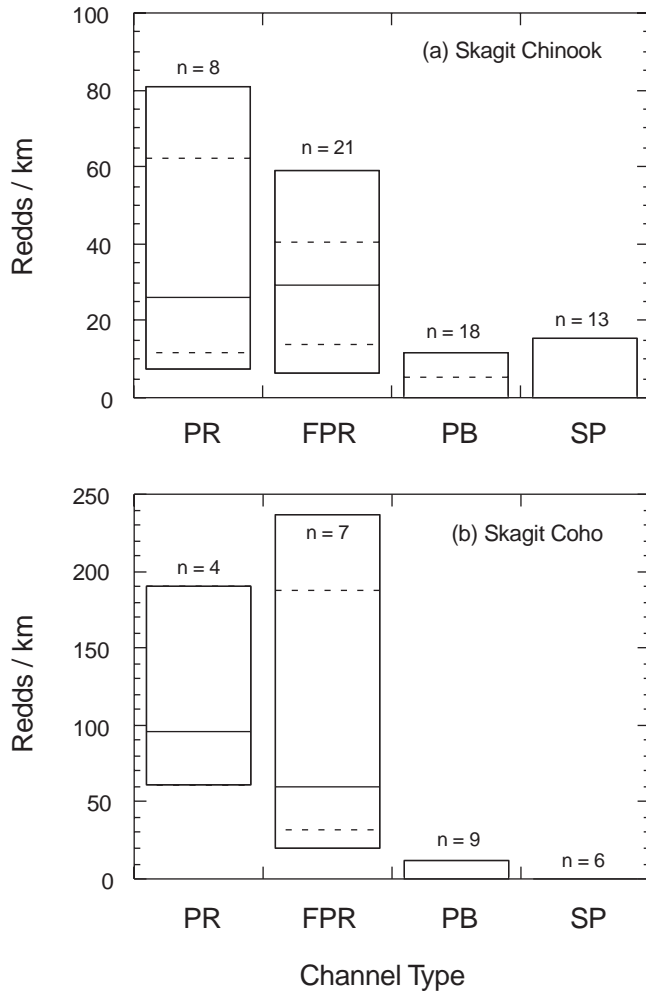 100
80
60
40
20
0
Redds / km
(a) Skagit Chinook
n = 8
n = 21
n = 18
n = 13
PR FPR PB SP
250
200
150
100
50
0
Redds / km
(b) Skagit Coho
n = 4
n = 7
n = 9
n = 6
PR FPR PB SP
Channel Type